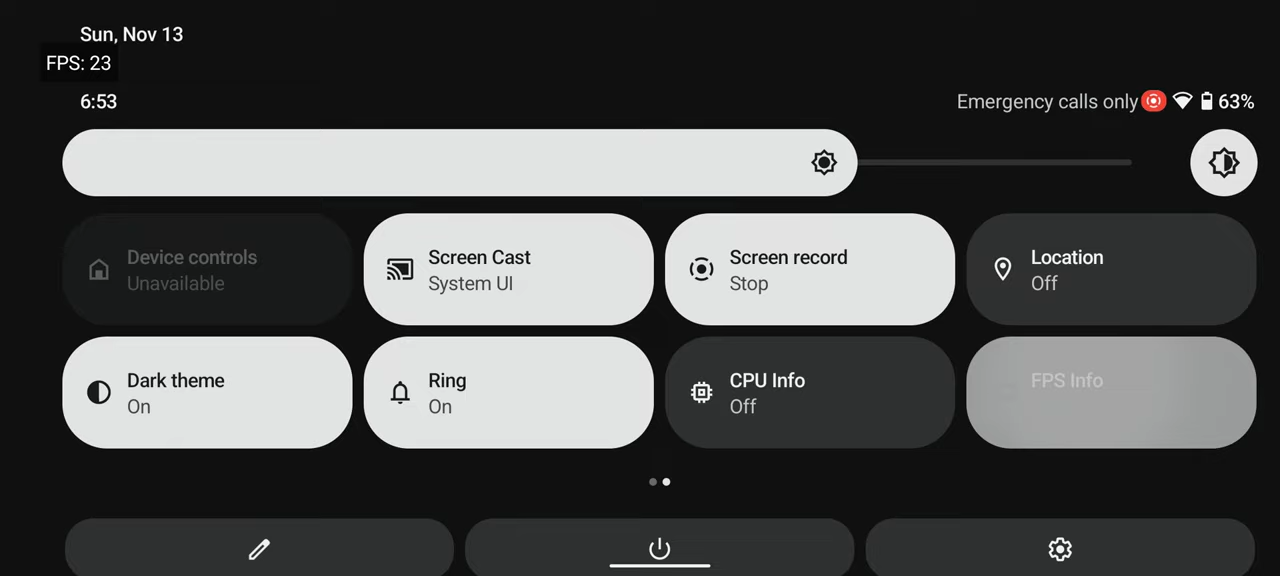 Sun, Nov 13
FPS: 23
6:53
Emergency calls only 63%
Device controls
Unavailable
Screen Cast
System UI
Screen record
Stop
Location
Off
Dark theme
On
Ring
On
CPU Info
Off
FPS Info